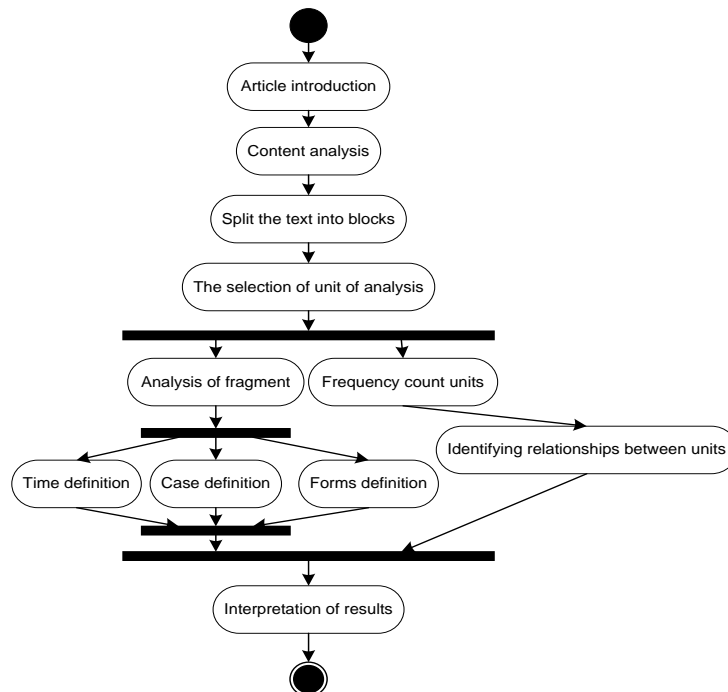 Article introduction
Content analysis
Split the text into blocks
The selection of unit of analysis
Analysis of fragment
Frequency count units
Identifying relationships between units
Time definition
Case definition
Forms definition
Interpretation of results